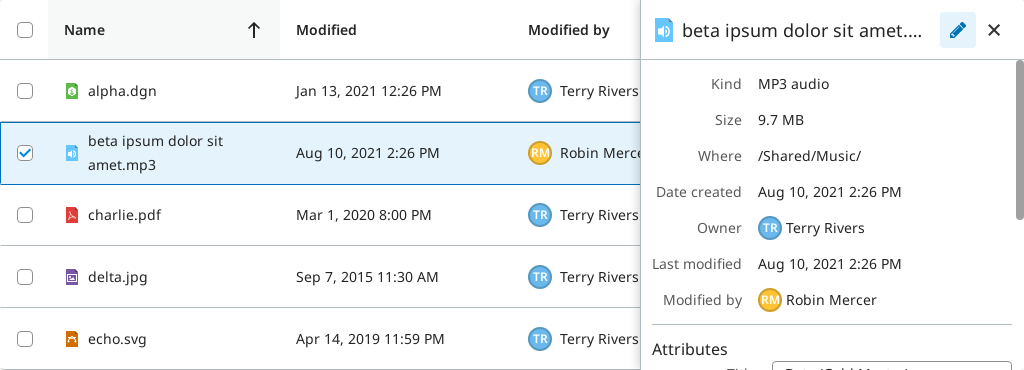 Name Modified Modified by
alpha.dgn Jan 13, 2021 12:26 PM TR Terry Rivers
beta ipsum dolor sit
amet.mp3 Aug 10, 2021 2:26 PM RM Robin Merce
charlie.pdf Mar 1, 2020 8:00 PM TR Terry Rivers
delta.jpg Sep 7, 2015 11:30 AM TR Terry Rivers
echo.svg Apr 14, 2019 11:59 PM TR Terry Rivers
beta ipsum dolor sit amet....
Kind MP3 audio
Size 9.7 MB
Where /Shared/Music/
Date created Aug 10, 2021 2:26 PM
Owner TR Terry Rivers
Last modified Aug 10, 2021 2:26 PM
Modified by RM Robin Mercer
Attributes